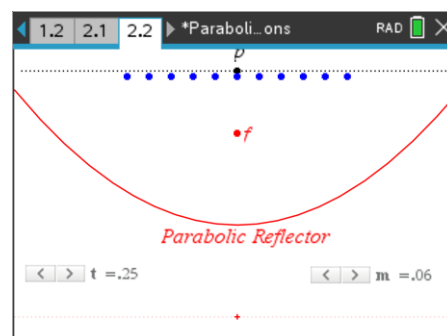 1.2 2.1 2.2 *Paraboli...ons RAD
p
f
Parabolic Reflector
t =.25
m =.06